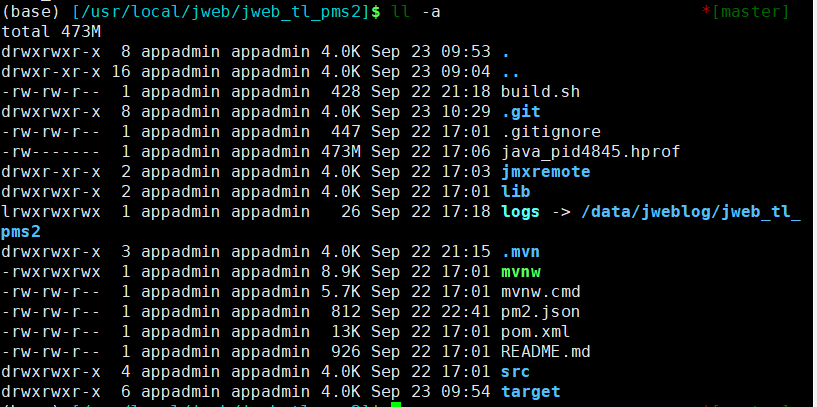 (base) [/usr/local/jweb/jweb_tl_pms2]$ ll -a *[master]
total 473M
drwxrwxr-x 8 appadmin appadmin 4.0K Sep 23 09:53 .
drwxr-xr-x 16 appadmin appadmin 4.0K Sep 23 09:04 ..
-rw-rw-r-- 1 appadmin appadmin 428 Sep 22 21:18 build.sh
drwxrwxr-x 8 appadmin appadmin 4.0K Sep 23 10:29 .git
-rw-rw-r-- 1 appadmin appadmin 447 Sep 22 17:01 .gitignore
-rw------- 1 appadmin appadmin 473M Sep 22 17:06 java_pid4845.hprof
drwxr-xr-x 2 appadmin appadmin 4.0K Sep 22 17:03 jmxremote
drwxrwxr-x 2 appadmin appadmin 4.0K Sep 22 17:01 lib
lrwxrwxrwx 1 appadmin appadmin 26 Sep 22 17:18 logs -> /data/jweblog/jweb_tl_
pms2
drwxrwxr-x 3 appadmin appadmin 4.0K Sep 22 21:15 .mvn
-rwxrwxrwx 1 appadmin appadmin 8.9K Sep 22 17:01 mvnw
-rw-rw-r-- 1 appadmin appadmin 5.7K Sep 22 17:01 mvnw.cmd
-rw-rw-r-- 1 appadmin appadmin 812 Sep 22 22:41 pm2.json
-rw-rw-r-- 1 appadmin appadmin 13K Sep 22 17:01 pom.xml
-rw-rw-r-- 1 appadmin appadmin 926 Sep 22 17:01 README.md
drwxrwxr-x 4 appadmin appadmin 4.0K Sep 22 17:01 src
drwxrwxr-x 6 appadmin appadmin 4.0K Sep 23 09:54 target